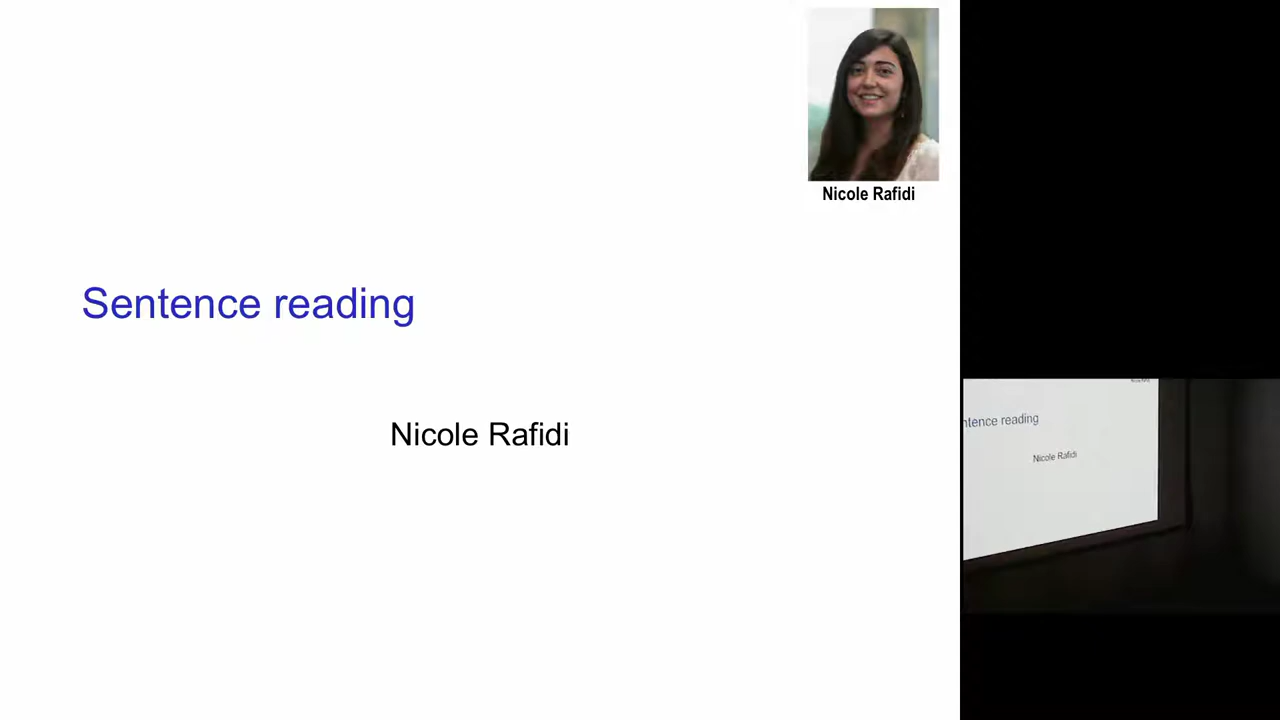 Nicole Rafidi
Sentence reading
Nicole Rafidi
ntence reading
Nicole Rafidi